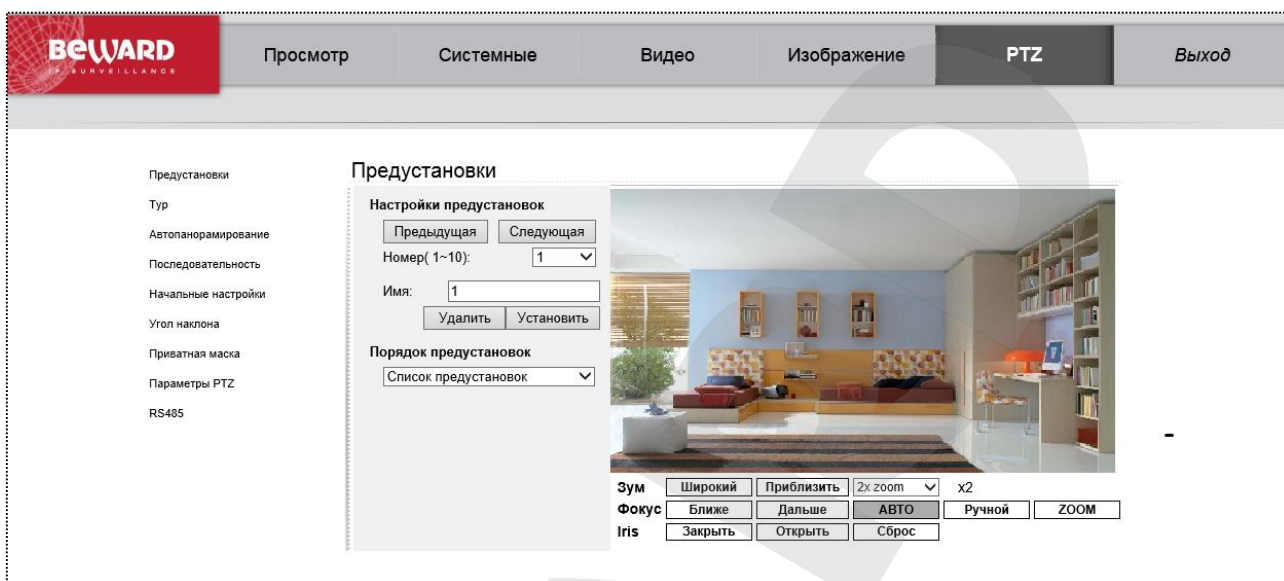 BEWARD
IP SURVEILLANCE
Просмотр
Системные
Видео
Изображение
PTZ
Выход
Предустановки
Тур
Автопанорамирование
Последовательность
Начальные настройки
Угол наклона
Приватная маска
Параметры PTZ
RS485
Предустановки
Настройки предустановок
Предыдущая Следующая
Номер( 1~10): 1
Имя: 1
Удалить Установить
Порядок предустановок
Список предустановок
Зум Широкий Приблизить 2x zoom x2
Фокус Ближе Дальше АВТО Ручной ZOOM
Iris Закрыть Открыть Сброс
-